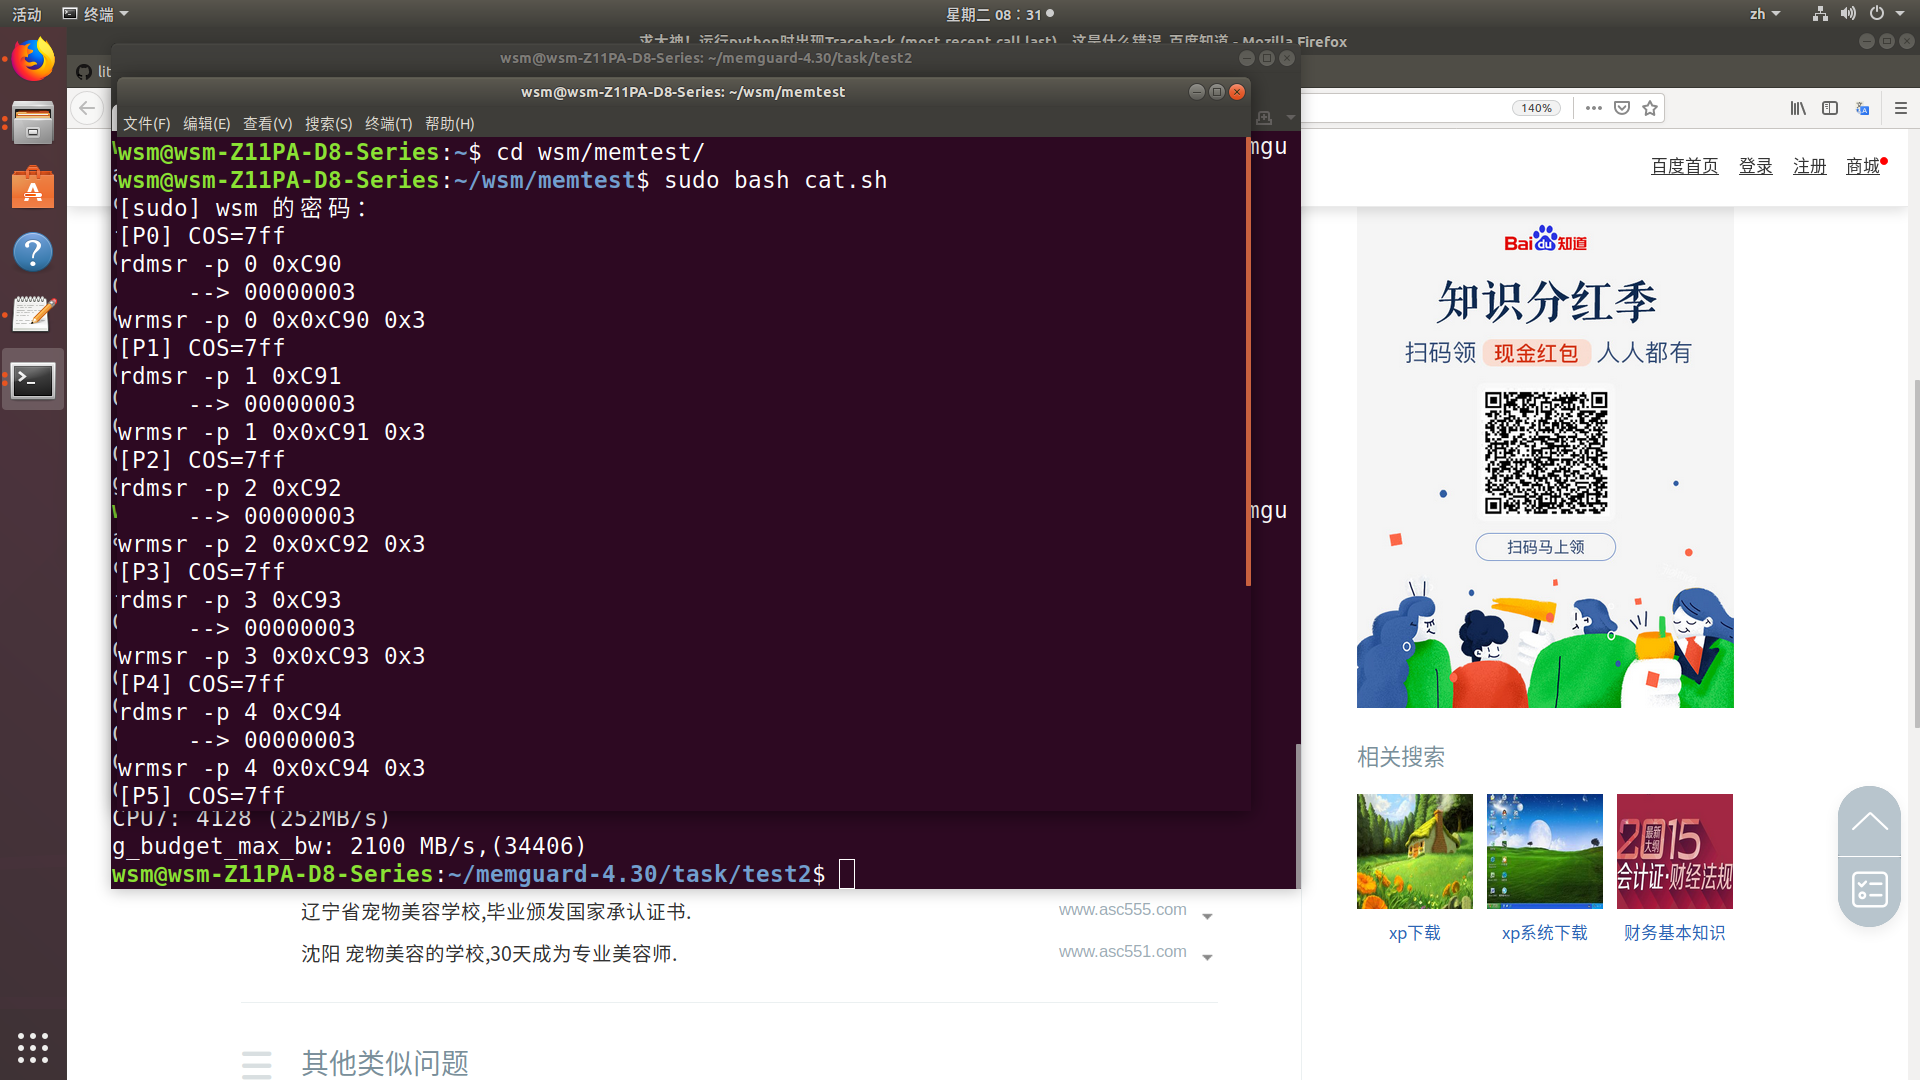 活动
终端
星期二 08：31
zh
求大神！运行python时出现Traceback (most recent call last)... 这是什么错误_百度知道 - Mozilla Firefox
wsm@wsm-Z11PA-D8-Series: ~/memguard-4.30/task/test2
wsm@wsm-Z11PA-D8-Series: ~/wsm/memtest
文件(F) 编辑(E) 查看(V) 搜索(S) 终端(T) 帮助(H)
wsm@wsm-Z11PA-D8-Series:~$ cd wsm/memtest/
wsm@wsm-Z11PA-D8-Series:~/wsm/memtest$ sudo bash cat.sh
[sudo] wsm 的密码：
[P0] COS=7ff
rdmsr -p 0 0xC90
--> 00000003
wrmsr -p 0 0x0xC90 0x3
[P1] COS=7ff
rdmsr -p 1 0xC91
--> 00000003
wrmsr -p 1 0x0xC91 0x3
[P2] COS=7ff
rdmsr -p 2 0xC92
--> 00000003
wrmsr -p 2 0x0xC92 0x3
[P3] COS=7ff
rdmsr -p 3 0xC93
--> 00000003
wrmsr -p 3 0x0xC93 0x3
[P4] COS=7ff
rdmsr -p 4 0xC94
--> 00000003
wrmsr -p 4 0x0xC94 0x3
[P5] COS=7ff
CPU7: 4128 (252MB/s)
g_budget_max_bw: 2100 MB/s,(34406)
wsm@wsm-Z11PA-D8-Series:~/memguard-4.30/task/test2$
mgu
mgu
lit
140%
百度首页 登录 注册 商城
Baidu知道
知识分红季
扫码领 现金红包 人人都有
扫码马上领
相关搜索
最新大纲
2015
会计证·财经法规
xp下载
xp系统下载
财务基本知识
辽宁省宠物美容学校,毕业颁发国家承认证书. www.asc555.com
沈阳 宠物美容的学校,30天成为专业美容师. www.asc551.com
其他类似问题